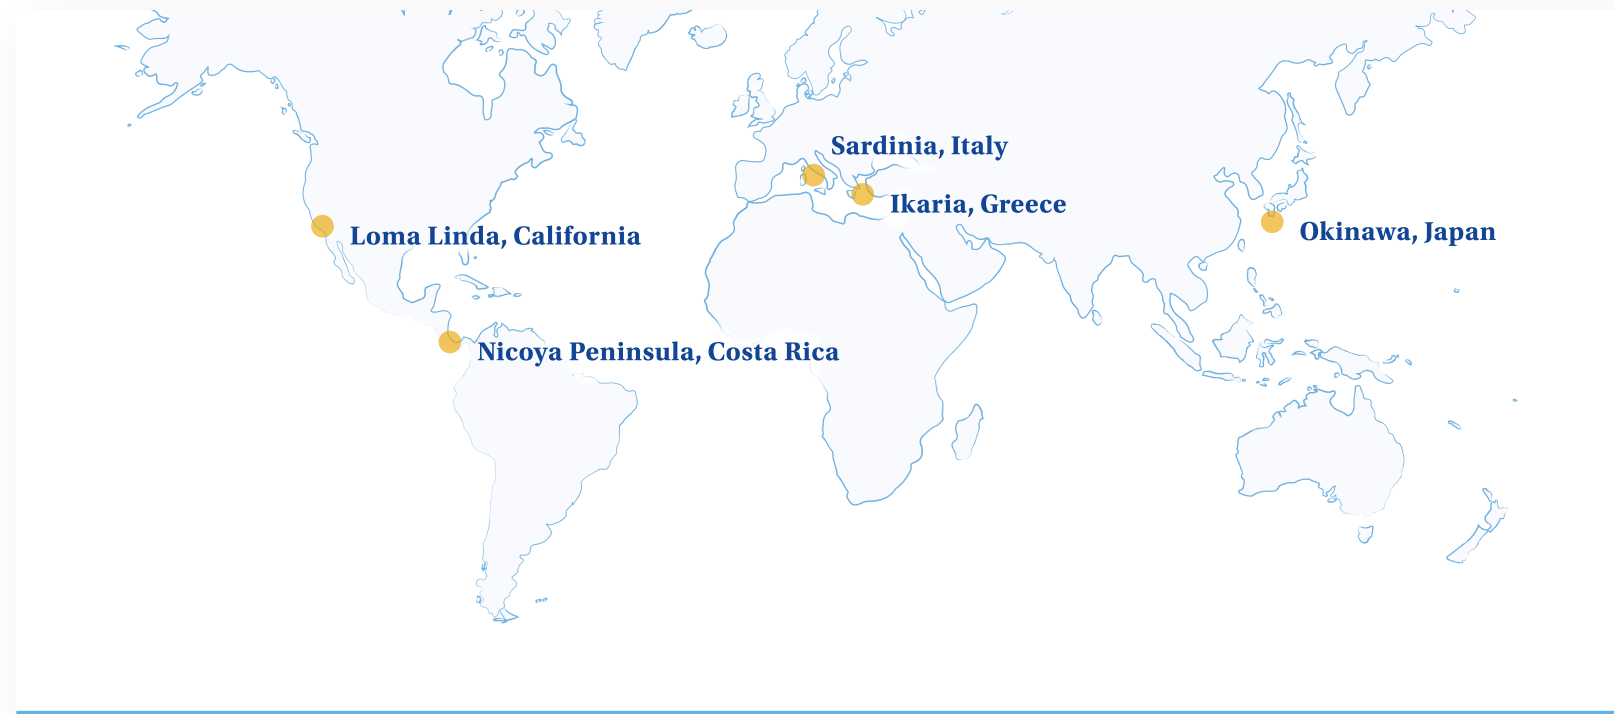 Sardinia, Italy
Ikaria, Greece
Loma Linda, California
Okinawa, Japan
Nicoya Peninsula, Costa Rica